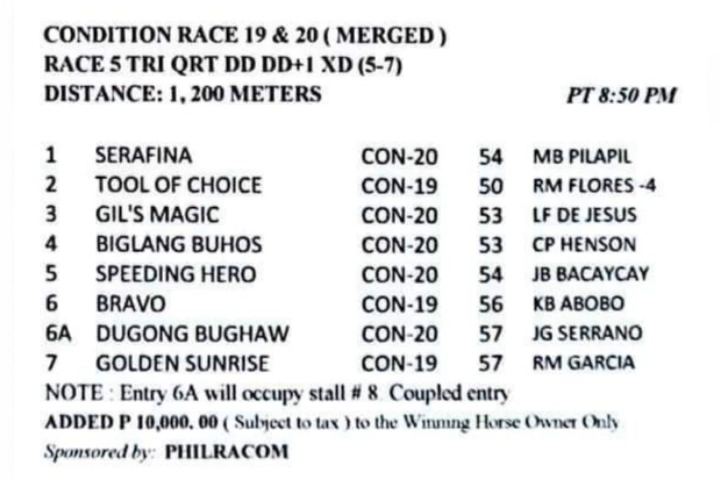 CONDITION RACE 19 & 20 ( MERGED )
RACE 5 TRI QRT DD DD+1 XD (5-7)
DISTANCE: 1, 200 METERS PT 8:50 PM
1 SERAFINA CON-20 54 MB PILAPIL
2 TOOL OF CHOICE CON-19 50 RM FLORES -4
3 GIL'S MAGIC CON-20 53 LF DE JESUS
4 BIGLANG BUHOS CON-20 53 CP HENSON
5 SPEEDING HERO CON-20 54 JB BACAYCAY
6 BRAVO CON-19 56 KB ABOBO
6A DUGONG BUGHAW CON-20 57 JG SERRANO
7 GOLDEN SUNRISE CON-19 57 RM GARCIA
NOTE : Entry 6A will occupy stall # 8. Coupled entry
ADDED P 10,000. 00 ( Subject to tax ) to the Winning Horse Owner Only
Sponsored by: PHILRACOM